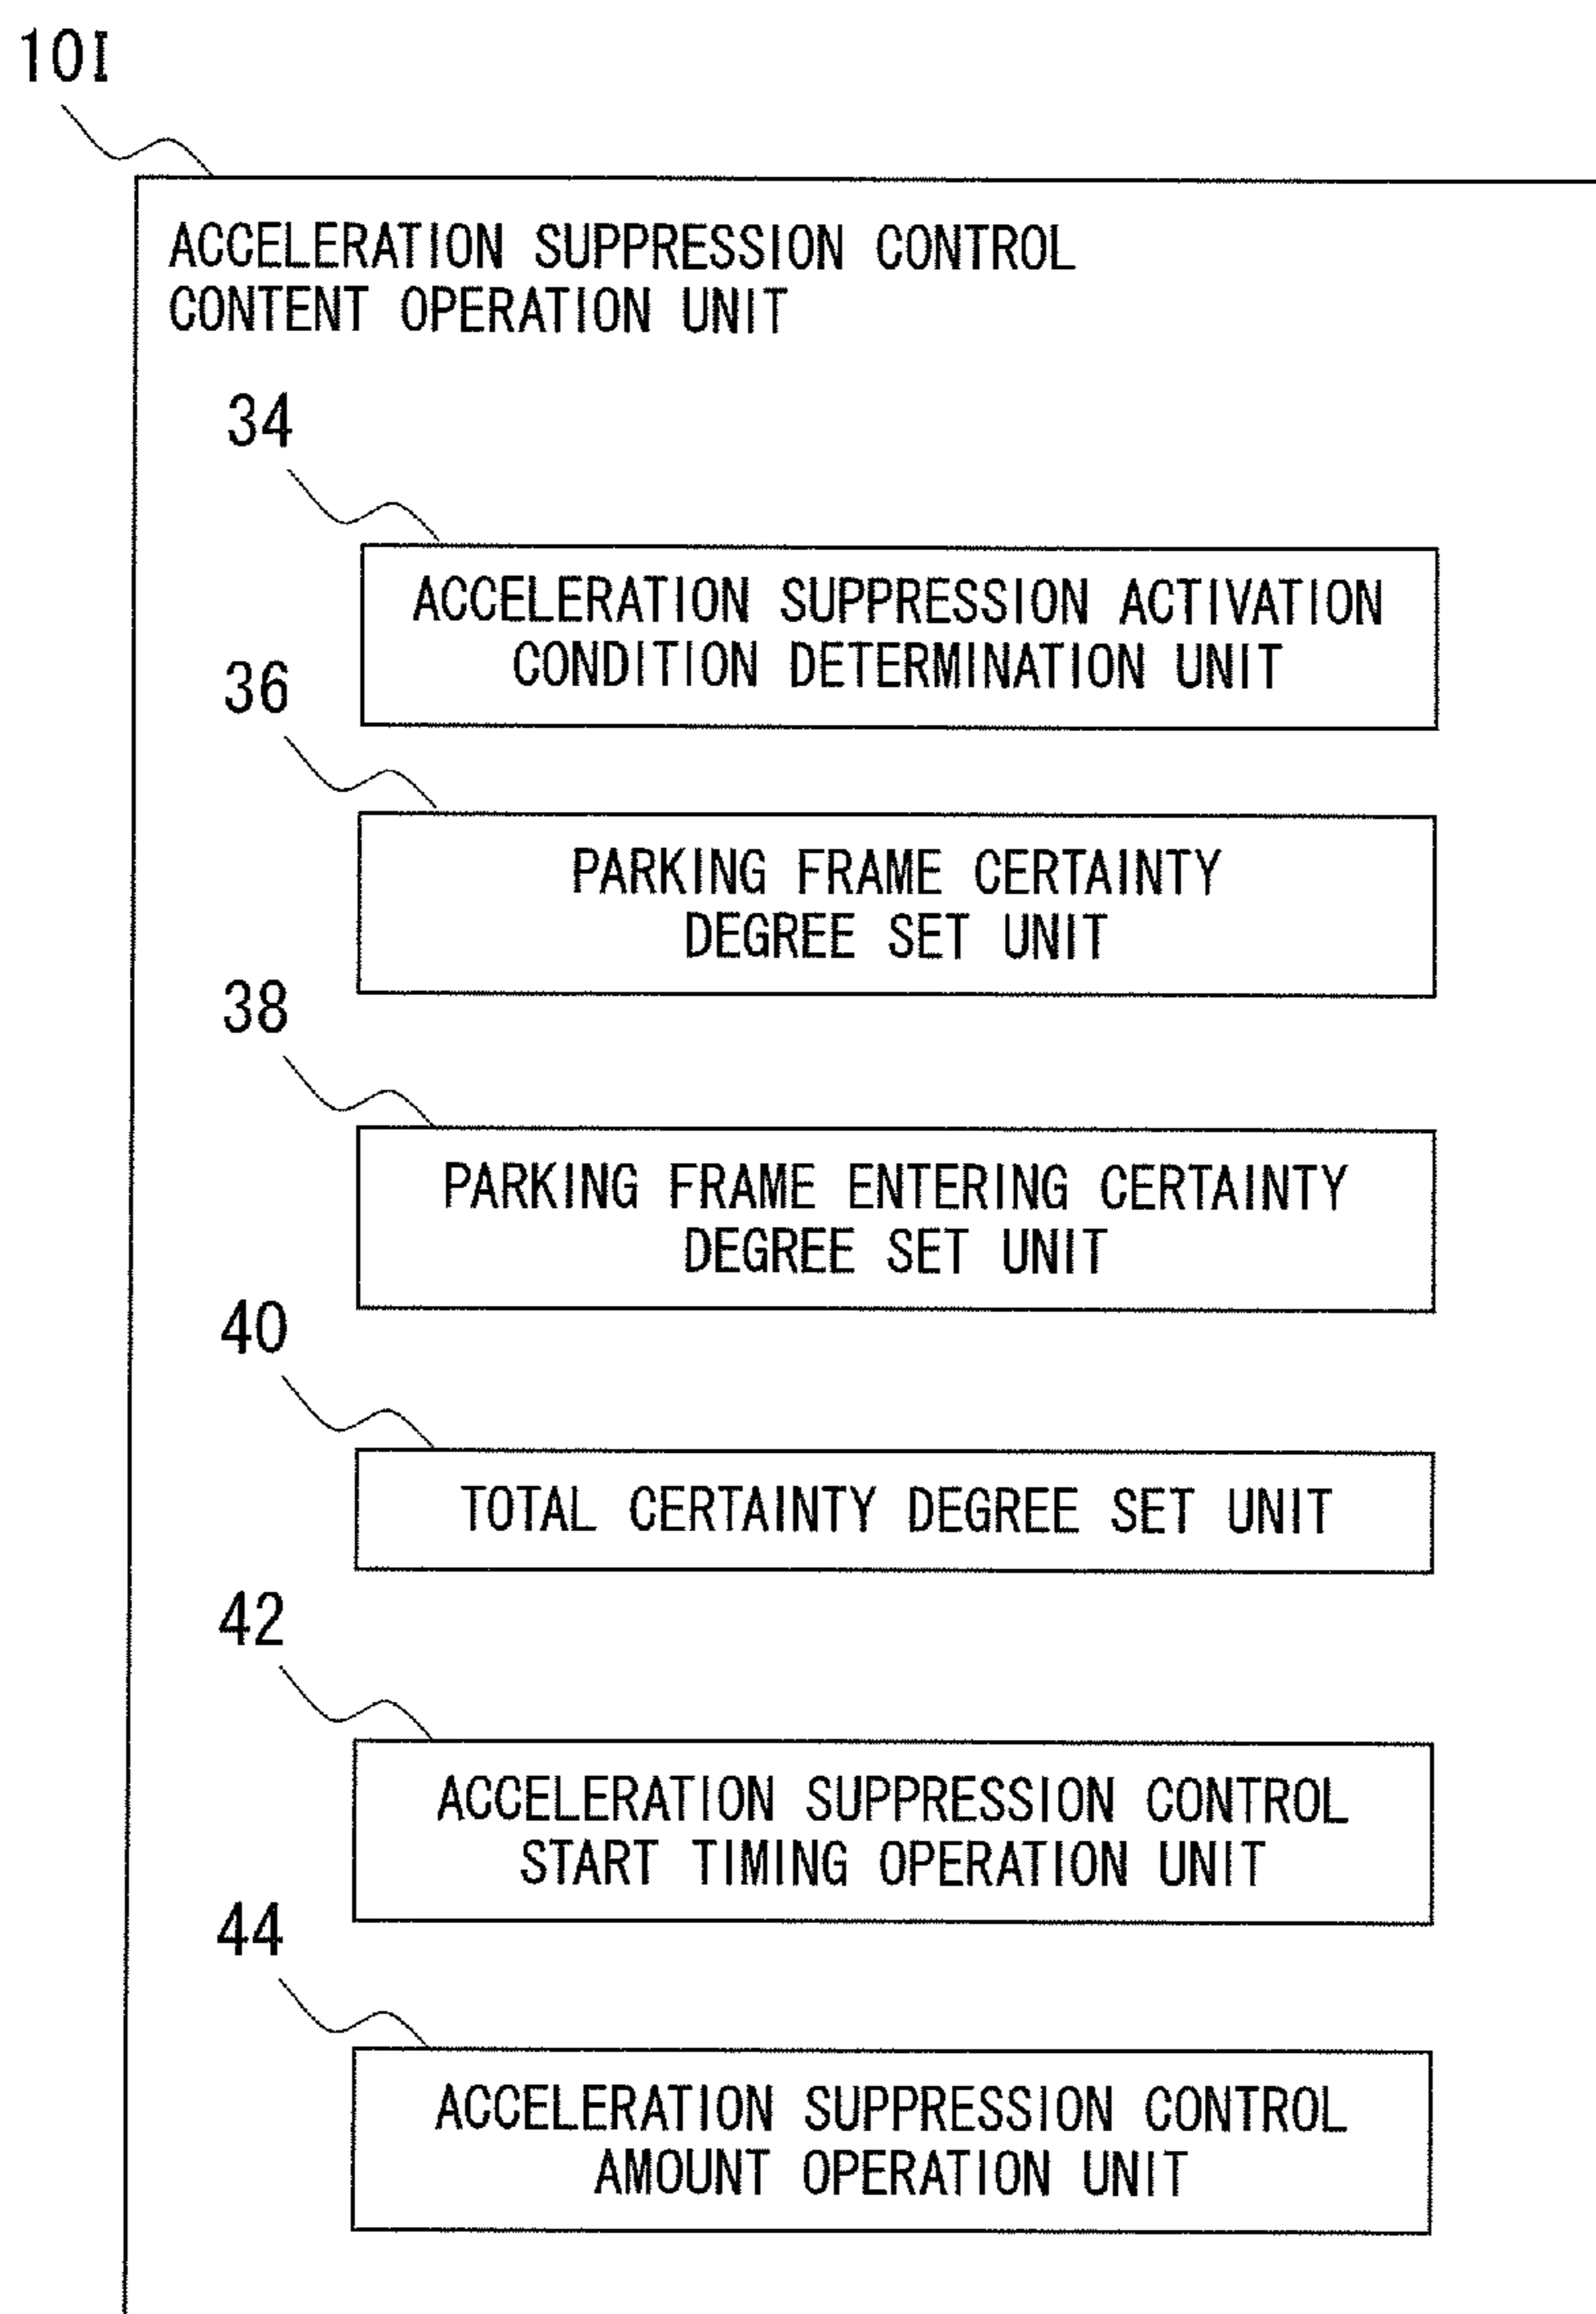 10I
ACCELERATION SUPPRESSION CONTROL
CONTENT OPERATION UNIT
34
ACCELERATION SUPPRESSION ACTIVATION
CONDITION DETERMINATION UNIT
36
PARKING FRAME CERTAINTY
DEGREE SET UNIT
38
PARKING FRAME ENTERING CERTAINTY
DEGREE SET UNIT
40
TOTAL CERTAINTY DEGREE SET UNIT
42
ACCELERATION SUPPRESSION CONTROL
START TIMING OPERATION UNIT
44
ACCELERATION SUPPRESSION CONTROL
AMOUNT OPERATION UNIT